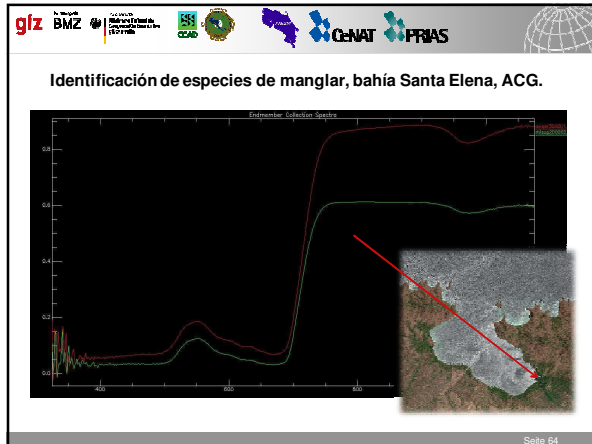 giz
BMZ
CCAD
CeNAT
PRIAS
Identificación de especies de manglar, bahía Santa Elena, ACG.
Endmember Collection Spectra
0.8
0.6
0.4
0.2
0.0
400
600
800
Seite 64